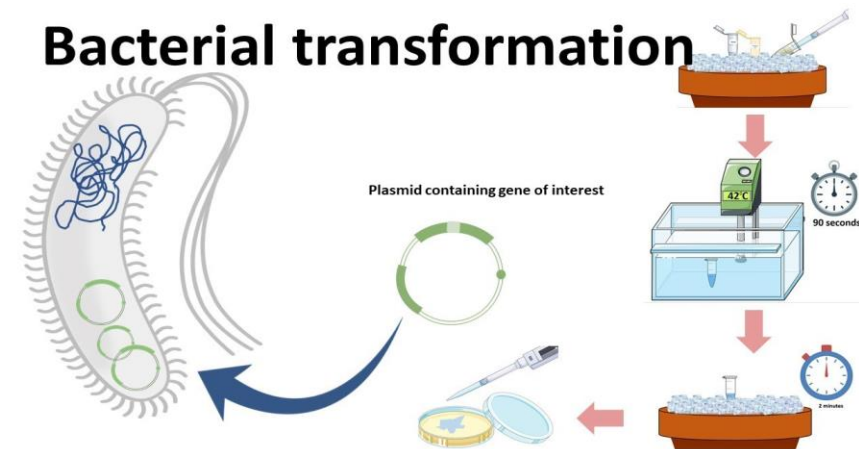 Bacterial transformation
Plasmid containing gene of interest
42°C
90 seconds
2 minutes